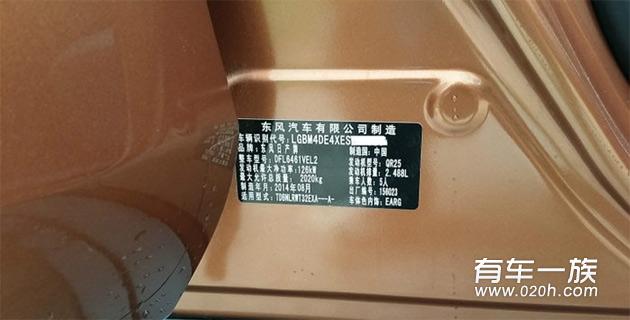 东风汽车有限公司制造
车辆识别代号: LGBM4DE4XES
品牌: 东风日产牌 制造国: 中国
整车型号: DFL6461VEL2 发动机型号: QR25
发动机最大净功率: 126kW 发动机排量: 2.488L
最大允许总质量: 2020kg 乘车人数: 5人
制造年月: 2014年08月 出厂编号: 156023
适用型式: TDBNLRWT32EXA---A- 车体色内饰: EARG
有车一族
www.020h.com